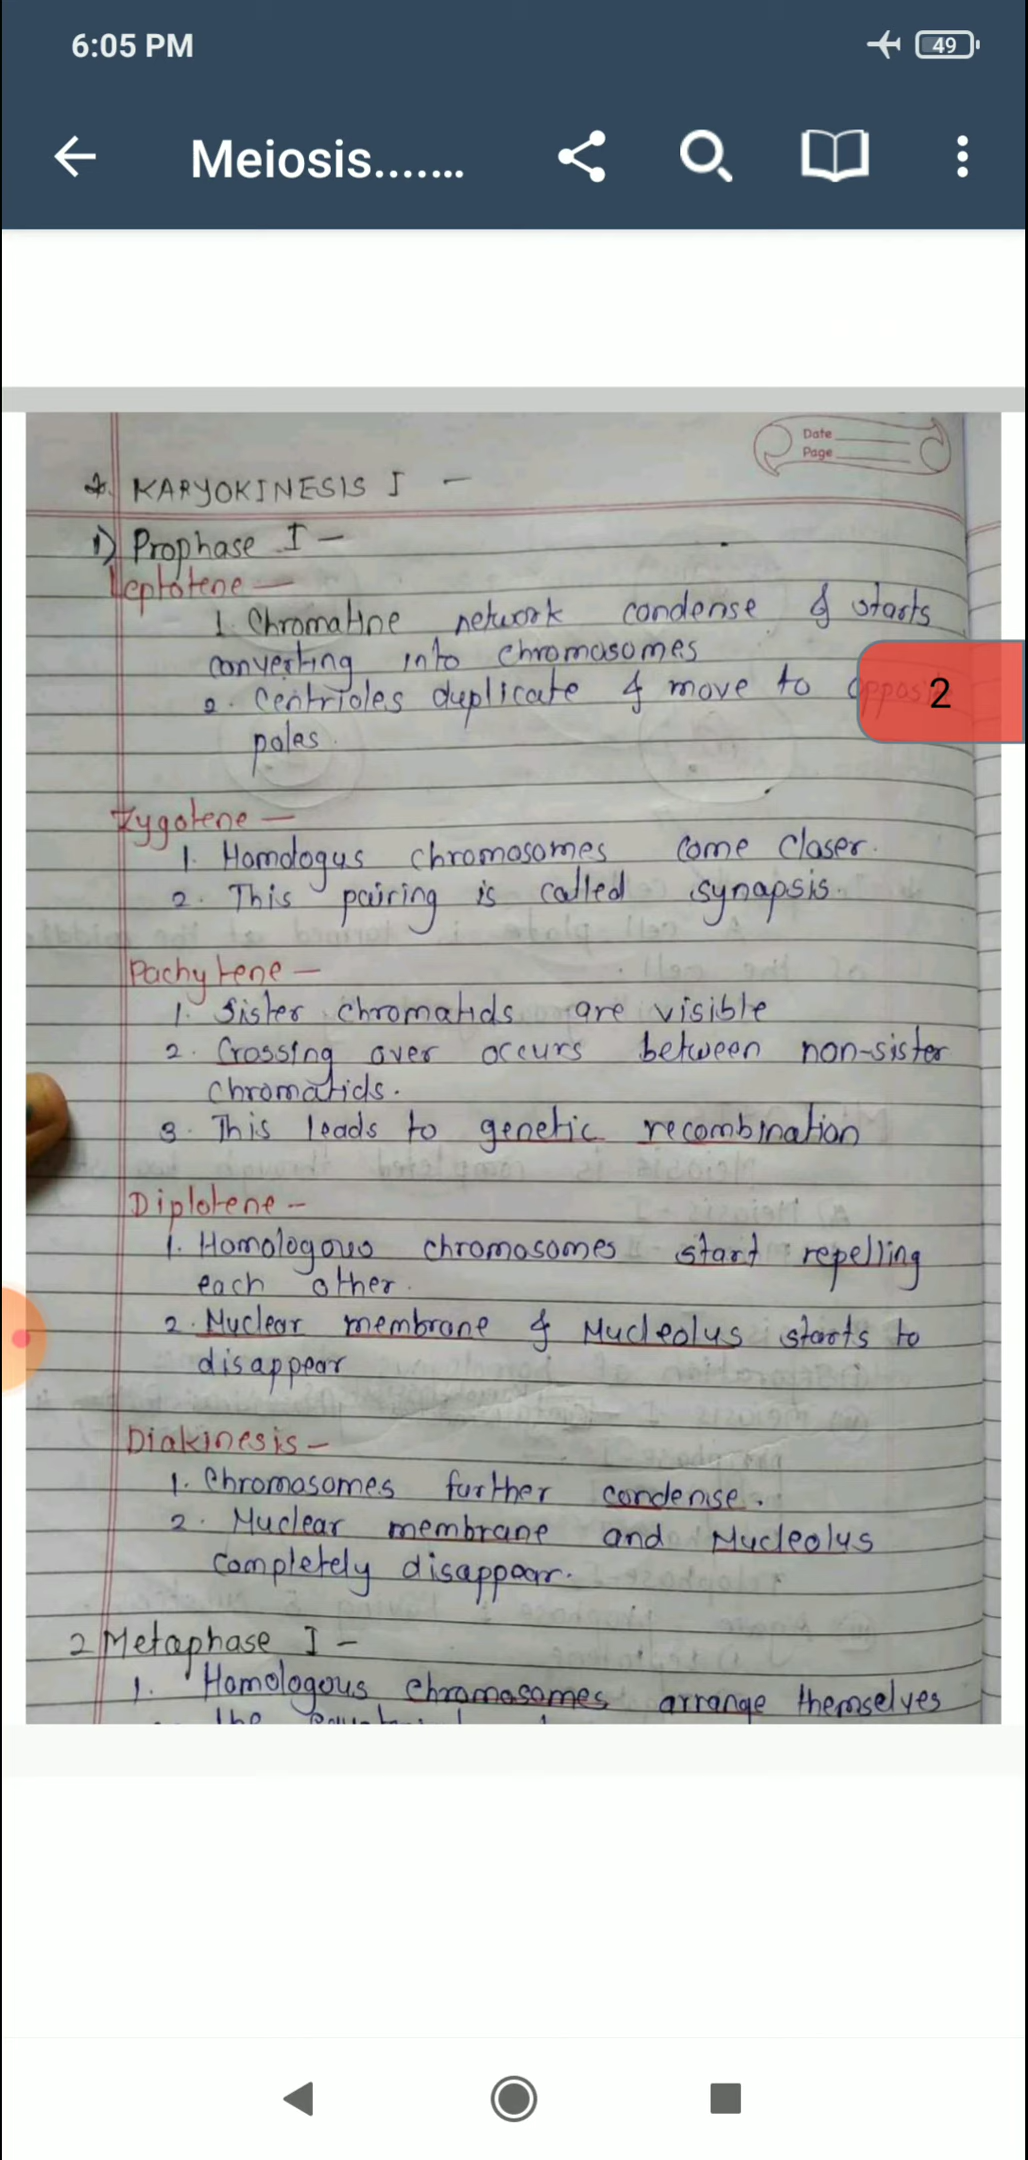 6:05 PM
49
Meiosis.......
Date
Page
KARYOKINESIS I -
1) Prophase I -
Leptotene -
1. Chromatine network condense & starts
converting into chromosomes
2. Centrioles duplicate & move to
2
poles.
Zygotene -
1. Homologus chromosomes come closer.
2. This pairing is called synapsis.
Pachytene -
1. Sister chromatids are visible
2. Crossing over occurs between non-sister
chromatids.
3. This leads to genetic recombination
Diplotene -
1. Homologous chromosomes start repelling
each other.
2. Nuclear membrane & Nucleolus starts to
disappear
Diakinesis -
1. Chromosomes further condense.
2. Nuclear membrane and Nucleolus
completely disappear.
2 Metaphase I -
1. Homologous chromosomes arrange themselves